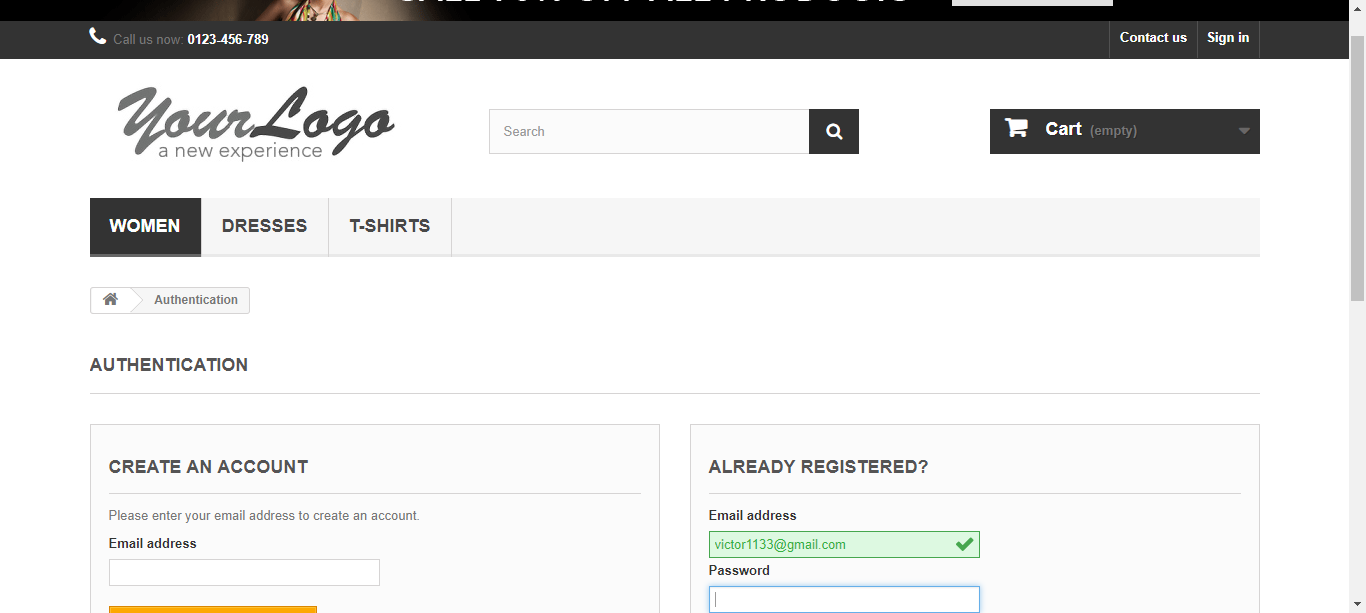 Call us now: 0123-456-789
Contact us
Sign in
Your Logo
a new experience
Search
Cart (empty)
WOMEN
DRESSES
T-SHIRTS
Authentication
AUTHENTICATION
CREATE AN ACCOUNT
Please enter your email address to create an account.
Email address
ALREADY REGISTERED?
Email address
victor1133@gmail.com
Password